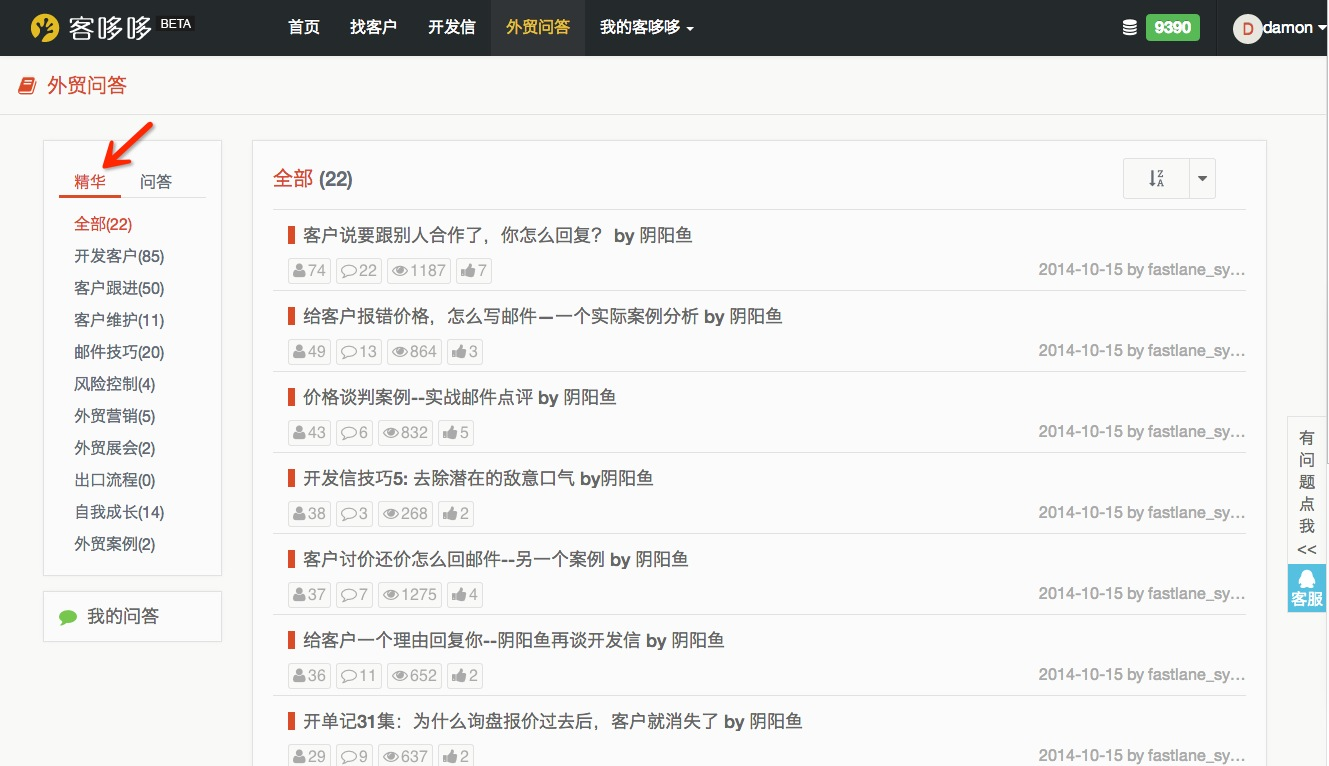 客哆哆 BETA 首页 找客户 开发信 外贸问答 我的客哆哆 9390 D damon
外贸问答
精华 问答
全部(22)
开发客户(85)
客户跟进(50)
客户维护(11)
邮件技巧(20)
风险控制(4)
外贸营销(5)
外贸展会(2)
出口流程(0)
自我成长(14)
外贸案例(2)
我的问答
全部 (22)
客户说要跟别人合作了，你怎么回复？ by 阴阳鱼
74 22 1187 7 2014-10-15 by fastlane_sy...
给客户报错价格，怎么写邮件—一个实际案例分析 by 阴阳鱼
49 13 864 3 2014-10-15 by fastlane_sy...
价格谈判案例--实战邮件点评 by 阴阳鱼
43 6 832 5 2014-10-15 by fastlane_sy...
开发信技巧5: 去除潜在的敌意口气 by阴阳鱼
38 3 268 2 2014-10-15 by fastlane_sy...
客户讨价还价怎么回邮件--另一个案例 by 阴阳鱼
37 7 1275 4 2014-10-15 by fastlane_sy...
给客户一个理由回复你--阴阳鱼再谈开发信 by 阴阳鱼
36 11 652 2 2014-10-15 by fastlane_sy...
开单记31集：为什么询盘报价过去后，客户就消失了 by 阴阳鱼
29 9 637 2 2014-10-15 by fastlane_sy...
有
问
题
点
我
<<
客服